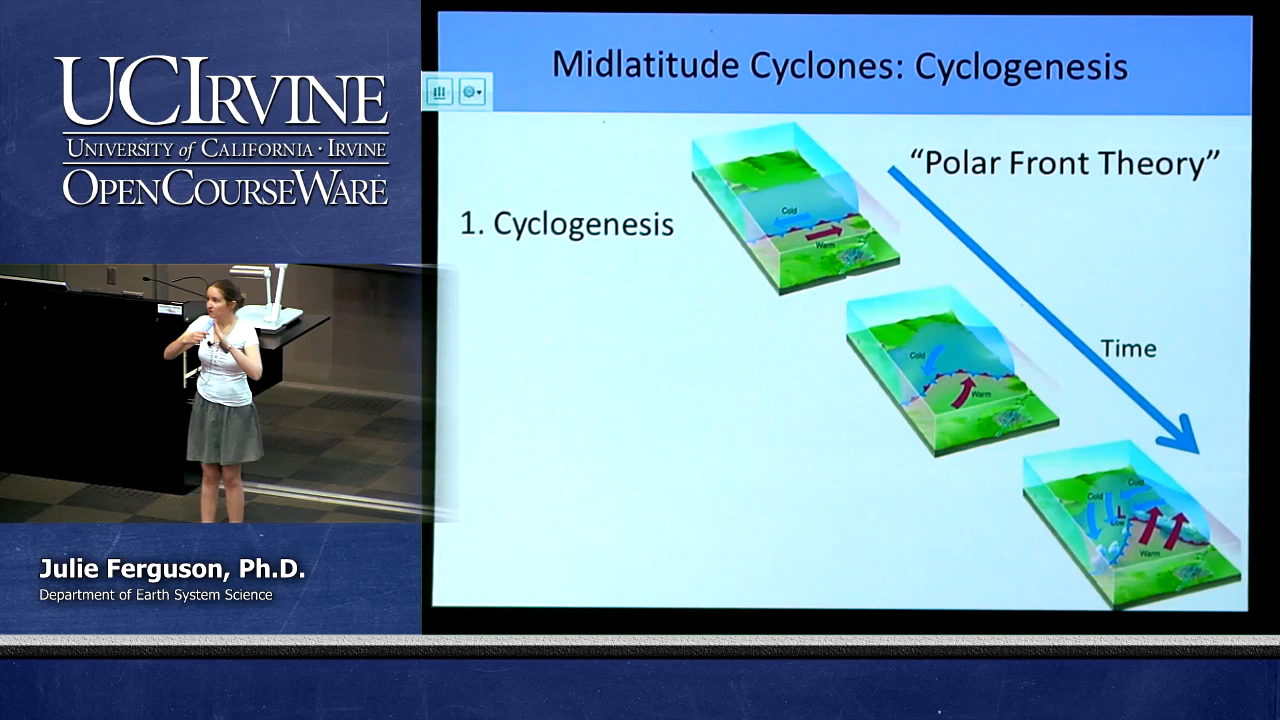 UCIRVINE
UNIVERSITY of CALIFORNIA · IRVINE
OPENCOURSEWARE
Julie Ferguson, Ph.D.
Department of Earth System Science
Midlatitude Cyclones: Cyclogenesis
“Polar Front Theory”
1. Cyclogenesis
Cold
Warm
Cold
Warm
Time
Cold
Cold
L
Warm